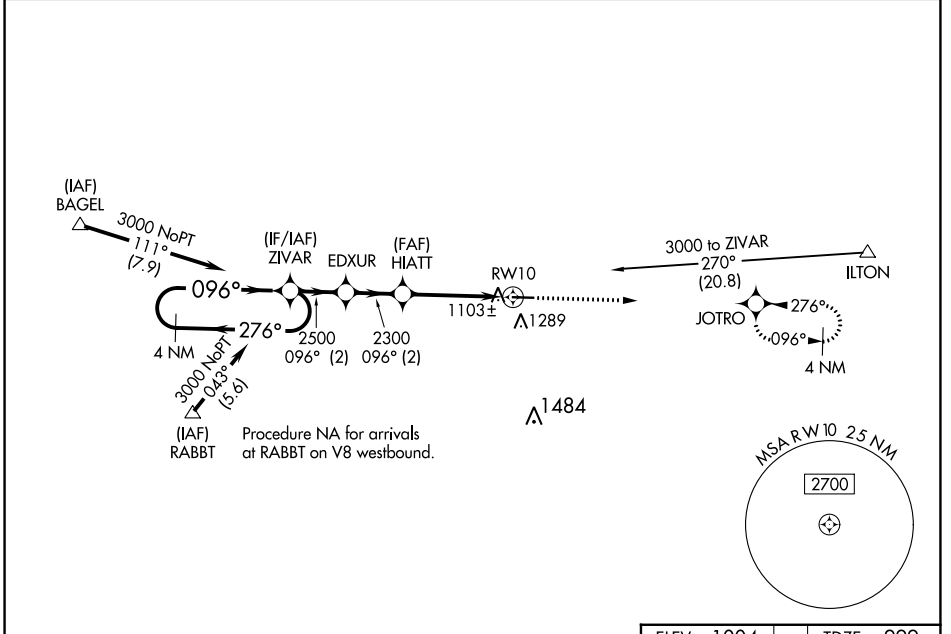 (IAF)
BAGEL
3000 NoPT
111°
(7.9)
(IF/IAF)
ZIVAR
EDXUR
(FAF)
HIATT
RW10
3000 to ZIVAR
270°
(20.8)
ILTON
096°
1103±
1289
JOTRO
276°
276°
096°
4 NM
2500
096° (2)
2300
096° (2)
4 NM
3000 NoPT
043°
(5.6)
(IAF)
RABBT
Procedure NA for arrivals
at RABBT on V8 westbound.
1484
MSA RW10 25 NM
2700